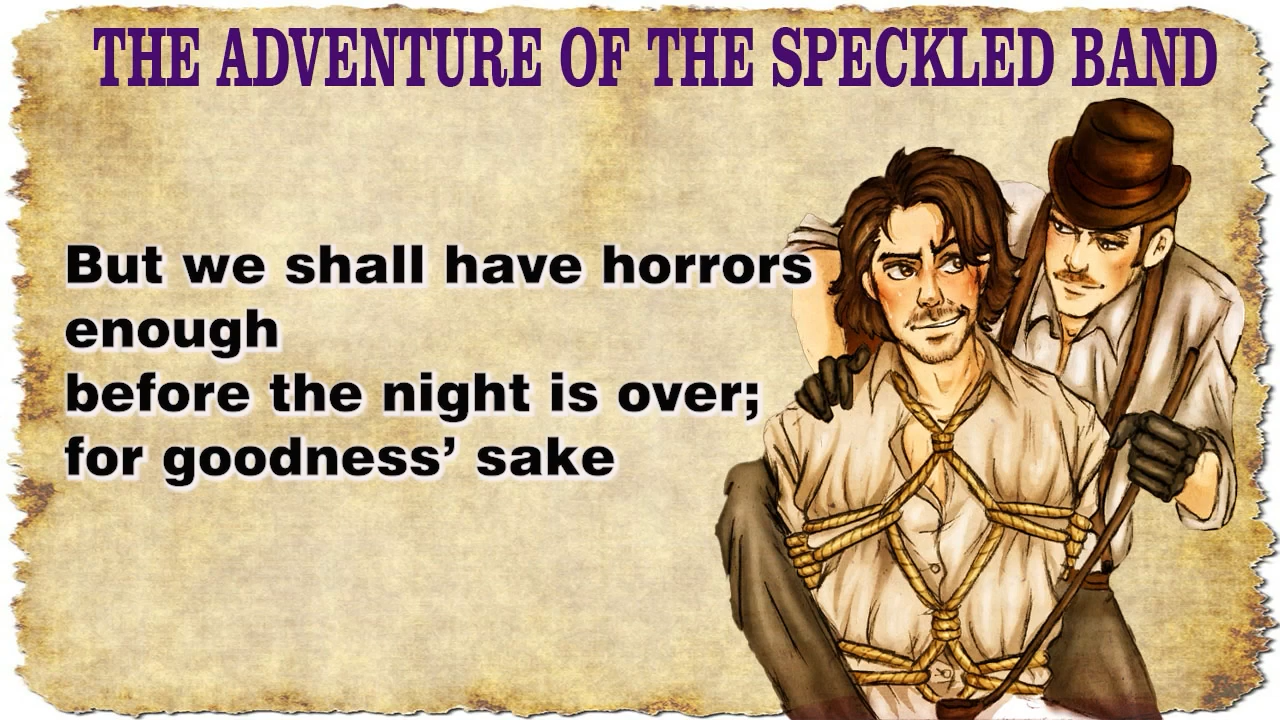 THE ADVENTURE OF THE SPECKLED BAND
But we shall have horrors
enough
before the night is over;
for goodness’ sake